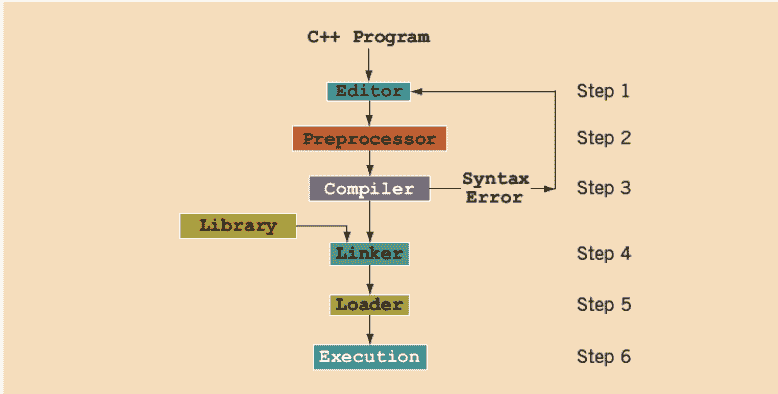 C++ Program
Editor
Step 1
Preprocessor
Step 2
Compiler
Syntax
Error
Step 3
Library
Linker
Step 4
Loader
Step 5
Execution
Step 6